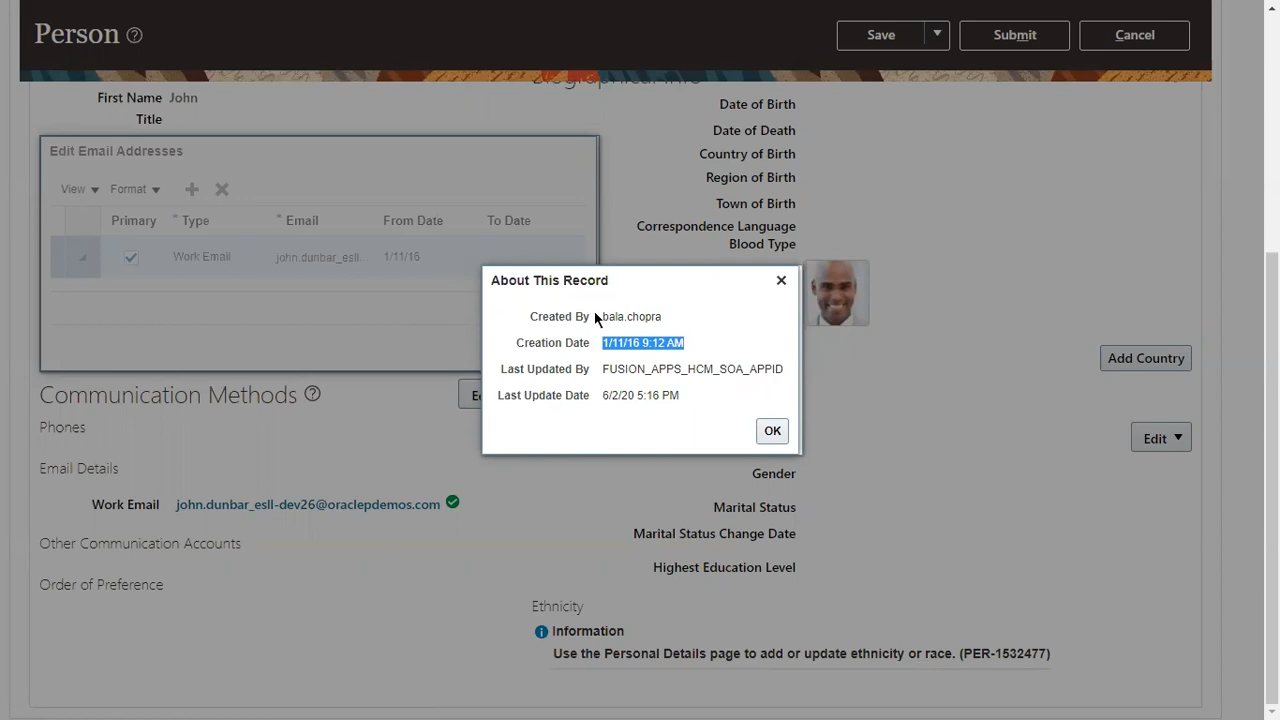 Person
Save
Submit
Cancel
First Name John
Title
Edit Email Addresses
View Format
Primary * Type * Email From Date To Date
Work Email john.dunbar_esll... 1/11/16
Date of Birth
Date of Death
Country of Birth
Region of Birth
Town of Birth
Correspondence Language
Blood Type
About This Record
Created By bala.chopra
Creation Date 1/11/16 9:12 AM
Last Updated By FUSION_APPS_HCM_SOA_APPID
Last Update Date 6/2/20 5:16 PM
OK
Add Country
Edit
Communication Methods
Phones
Email Details
Work Email john.dunbar_esll-dev26@oraclepdemos.com
Other Communication Accounts
Order of Preference
Gender
Marital Status
Marital Status Change Date
Highest Education Level
Ethnicity
Information
Use the Personal Details page to add or update ethnicity or race. (PER-1532477)